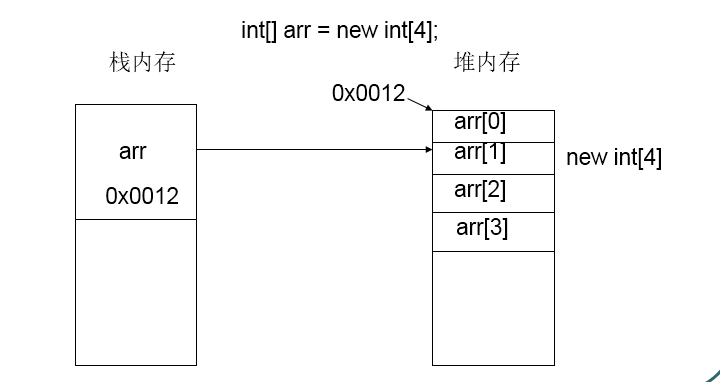 int[] arr = new int[4];
栈内存
堆内存
0x0012
arr[0]
arr
arr[1]
new int[4]
0x0012
arr[2]
arr[3]